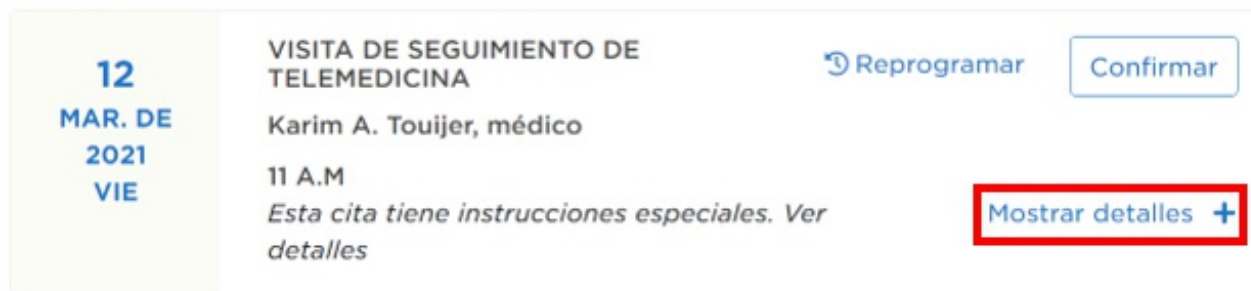 12
MAR. DE
2021
VIE
VISITA DE SEGUIMIENTO DE
TELEMEDICINA
Karim A. Touijer, médico
11 A.M
Esta cita tiene instrucciones especiales. Ver
detalles
Reprogramar
Confirmar
Mostrar detalles +